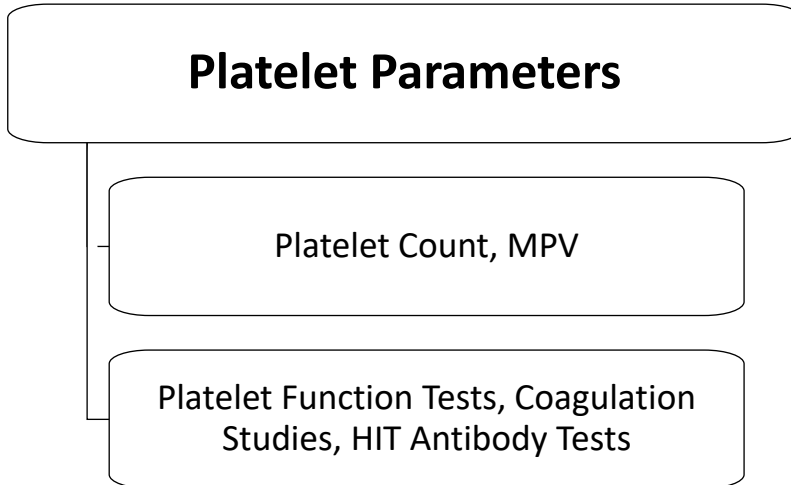 Platelet Parameters
Platelet Count, MPV
Platelet Function Tests, Coagulation
Studies, HIT Antibody Tests